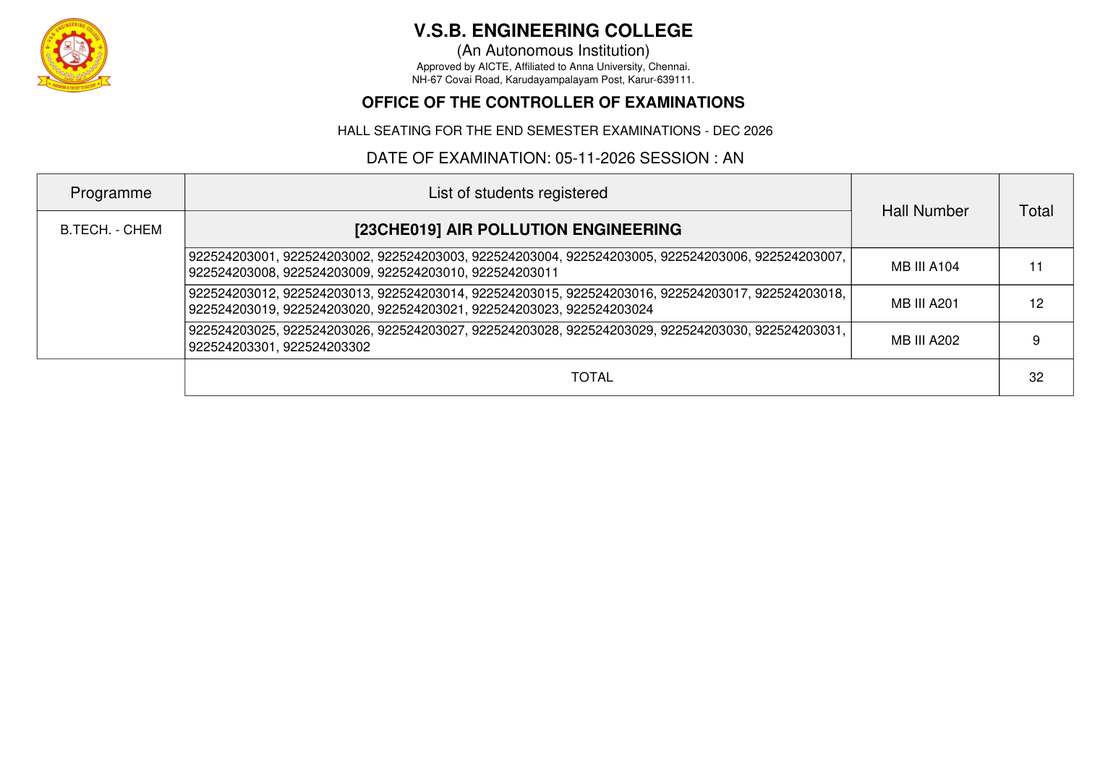 V.S.B. ENGINEERING COLLEGE
(An Autonomous Institution)
Approved by AICTE, Affiliated to Anna University, Chennai.
NH-67 Covai Road, Karudayampalayam Post, Karur-639111.
OFFICE OF THE CONTROLLER OF EXAMINATIONS
HALL SEATING FOR THE END SEMESTER EXAMINATIONS - DEC 2026
DATE OF EXAMINATION: 05-11-2026 SESSION : AN
Programme
List of students registered
Hall Number
Total
B.TECH. - CHEM
[23CHE019] AIR POLLUTION ENGINEERING
922524203001, 922524203002, 922524203003, 922524203004, 922524203005, 922524203006, 922524203007,
922524203008, 922524203009, 922524203010, 922524203011
MB III A104
11
922524203012, 922524203013, 922524203014, 922524203015, 922524203016, 922524203017, 922524203018,
922524203019, 922524203020, 922524203021, 922524203023, 922524203024
MB III A201
12
922524203025, 922524203026, 922524203027, 922524203028, 922524203029, 922524203030, 922524203031,
922524203301, 922524203302
MB III A202
9
TOTAL
32